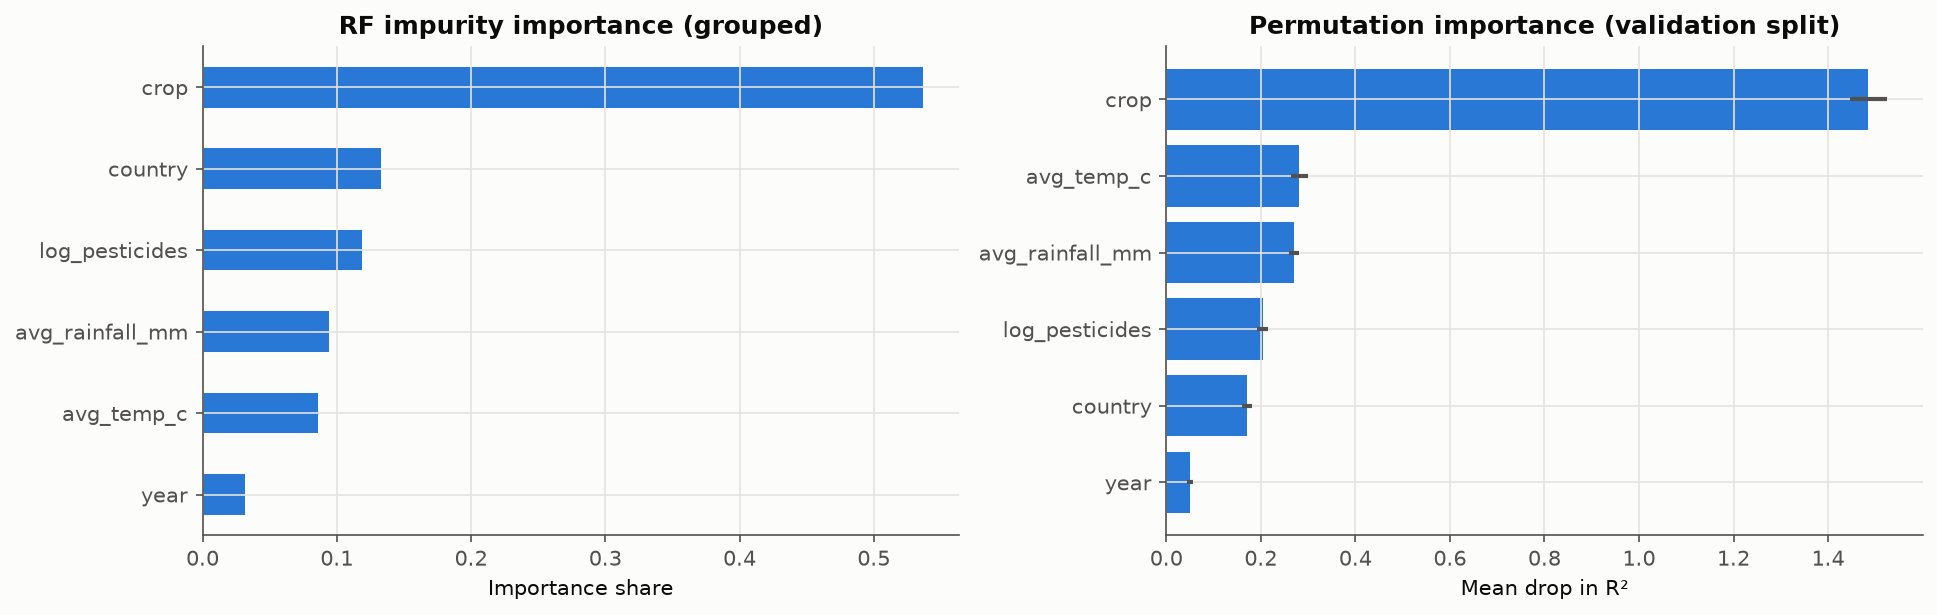 RF impurity importance (grouped)
crop
country
log_pesticides
avg_rainfall_mm
avg_temp_c
year
0.0 0.1 0.2 0.3 0.4 0.5
Importance share
Permutation importance (validation split)
crop
avg_temp_c
avg_rainfall_mm
log_pesticides
country
year
0.0 0.2 0.4 0.6 0.8 1.0 1.2 1.4
Mean drop in R²